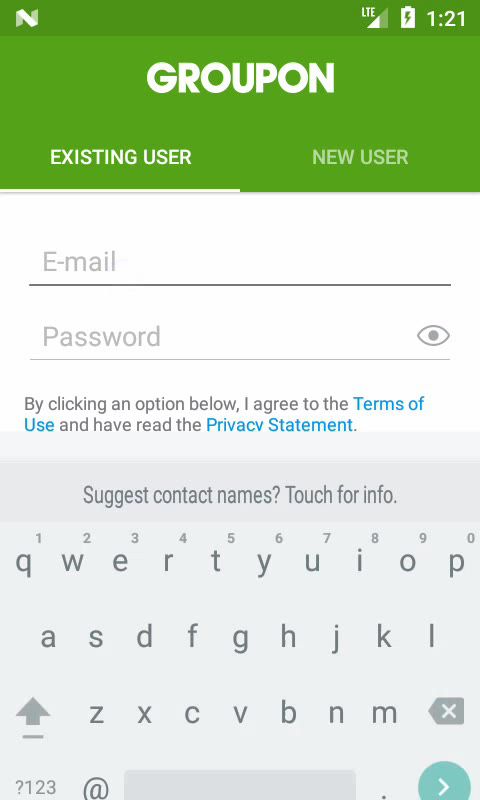 LTE 1:21
GROUPON
EXISTING USER NEW USER
E-mail
Password
By clicking an option below, I agree to the Terms of
Use and have read the Privacy Statement.
Suggest contact names? Touch for info.
1 2 3 4 5 6 7 8 9 0
q w e r t y u i o p
a s d f g h j k l
z x c v b n m
?123 @ .